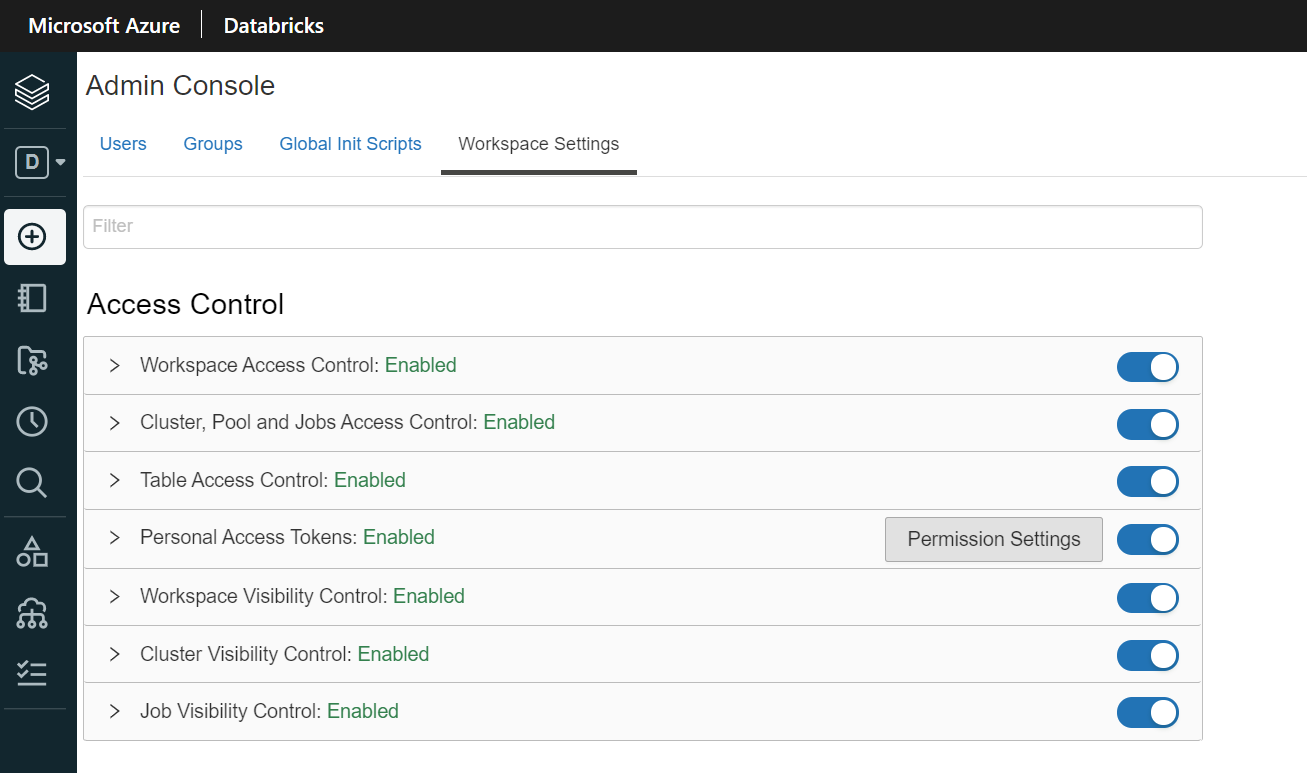 Microsoft Azure Databricks
Admin Console
D
Users Groups Global Init Scripts Workspace Settings
Filter
Access Control
Workspace Access Control: Enabled
Cluster, Pool and Jobs Access Control: Enabled
Table Access Control: Enabled
Personal Access Tokens: Enabled Permission Settings
Workspace Visibility Control: Enabled
Cluster Visibility Control: Enabled
Job Visibility Control: Enabled